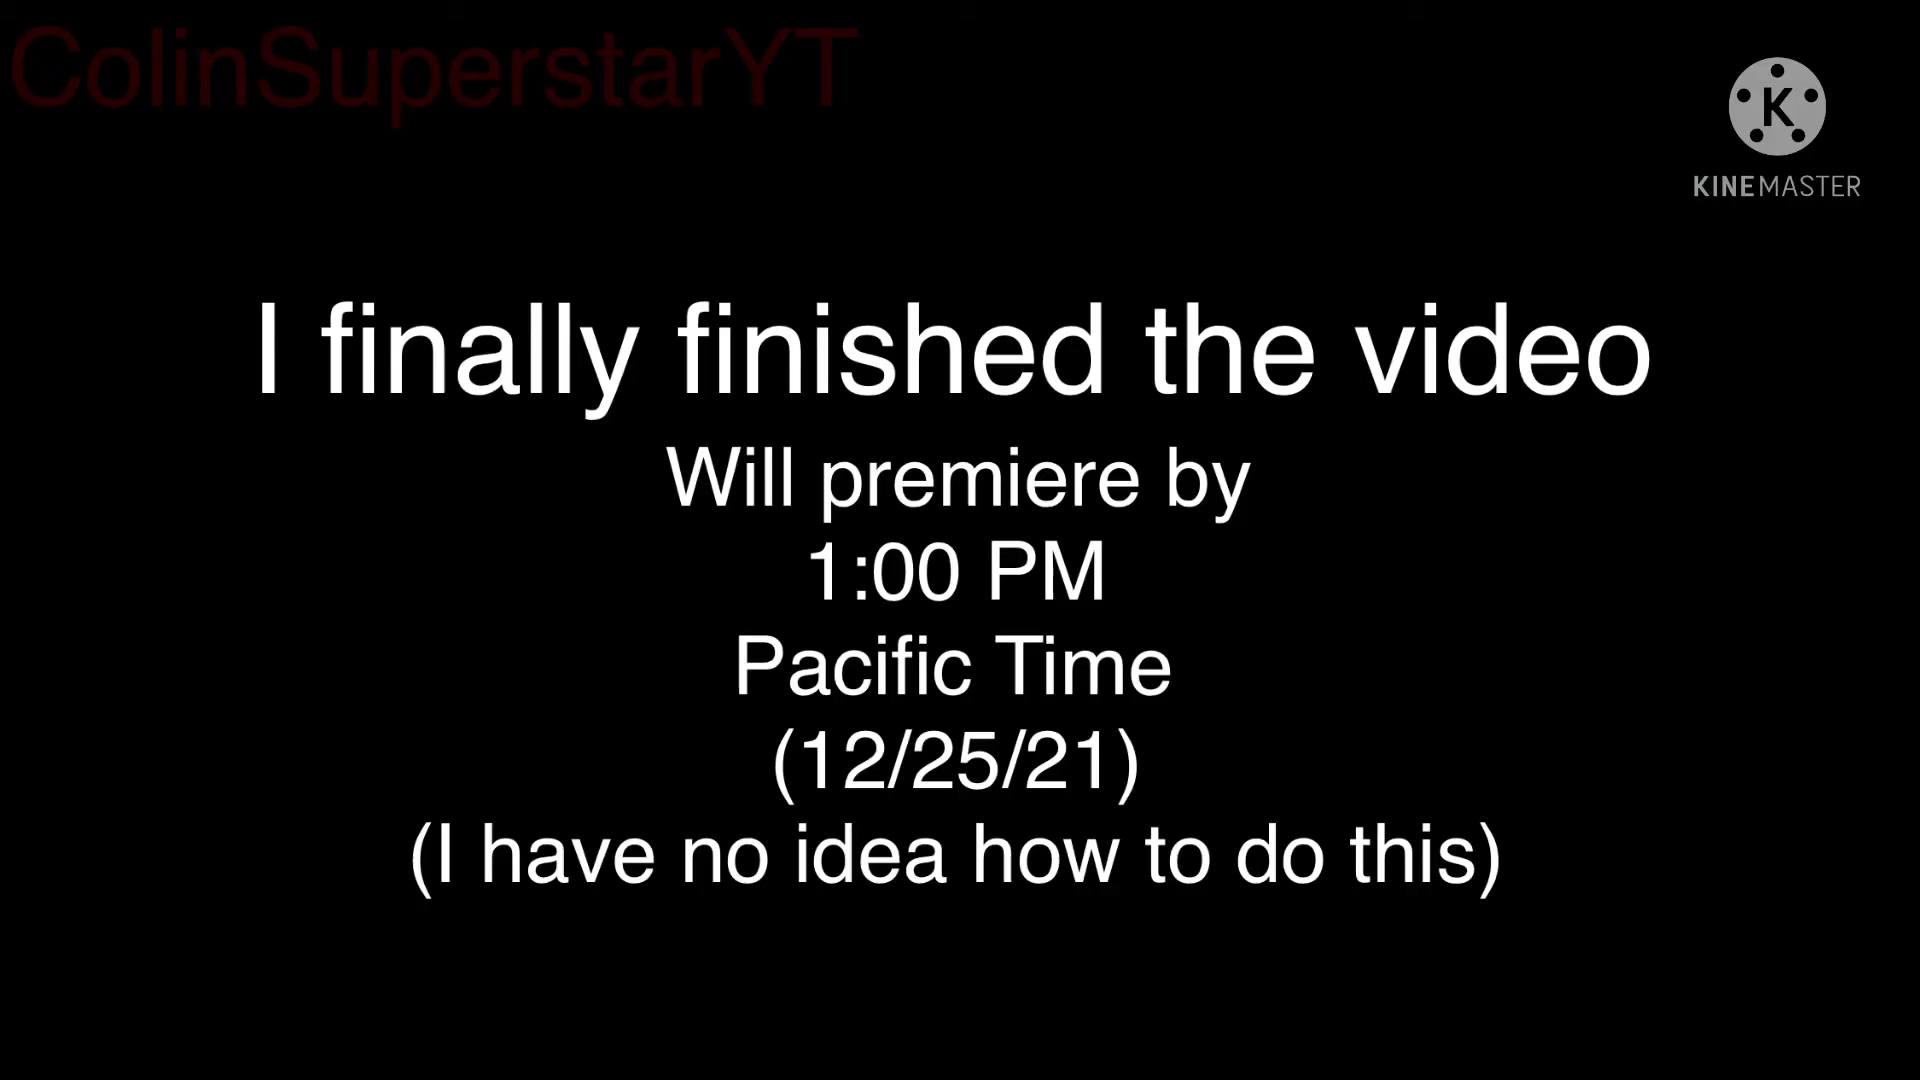 ColinSuperstarYT
K
KINEMASTER
I finally finished the video
Will premiere by
1:00 PM
Pacific Time
(12/25/21)
(I have no idea how to do this)